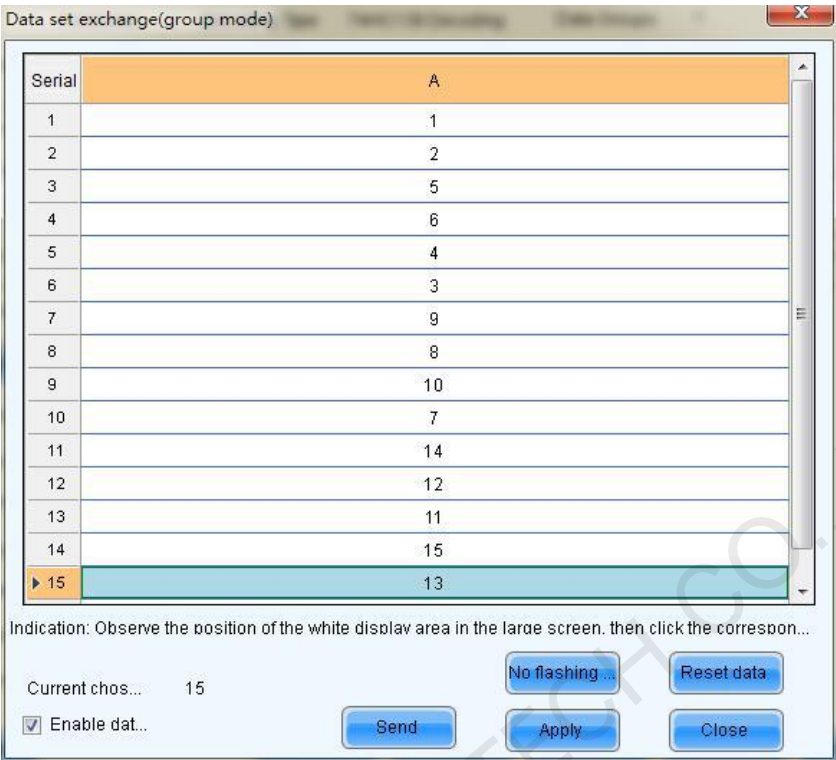 Data set exchange(group mode)
Serial A
1 1
2 2
3 5
4 6
5 4
6 3
7 9
8 8
9 10
10 7
11 14
12 12
13 11
14 15
15 13
Indication: Observe the position of the white display area in the large screen, then click the correspon...
No flashing ... Reset data
Current chos... 15
Enable dat... Send Apply Close
TECH CO.